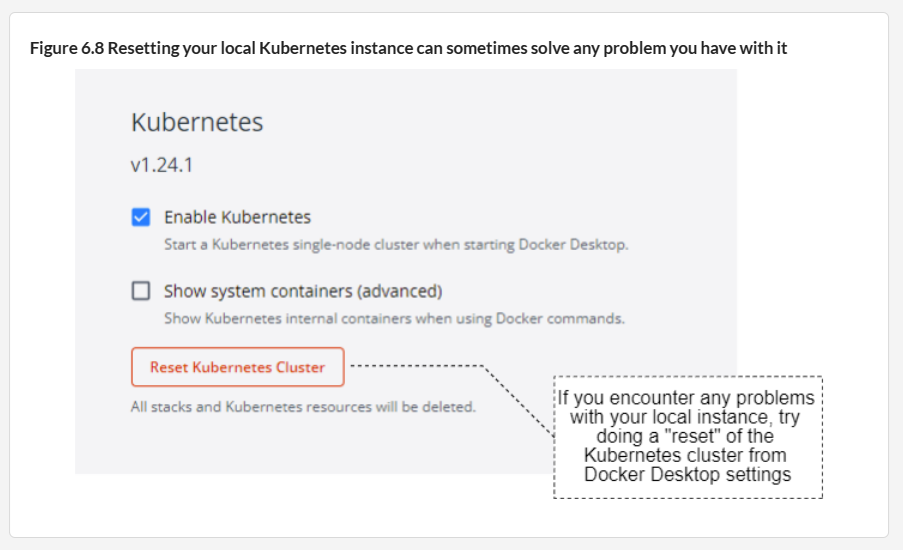 Figure 6.8 Resetting your local Kubernetes instance can sometimes solve any problem you have with it
Kubernetes
v1.24.1
Enable Kubernetes
Start a Kubernetes single-node cluster when starting Docker Desktop.
Show system containers (advanced)
Show Kubernetes internal containers when using Docker commands.
Reset Kubernetes Cluster
All stacks and Kubernetes resources will be deleted.
If you encounter any problems
with your local instance, try
doing a "reset" of the
Kubernetes cluster from
Docker Desktop settings